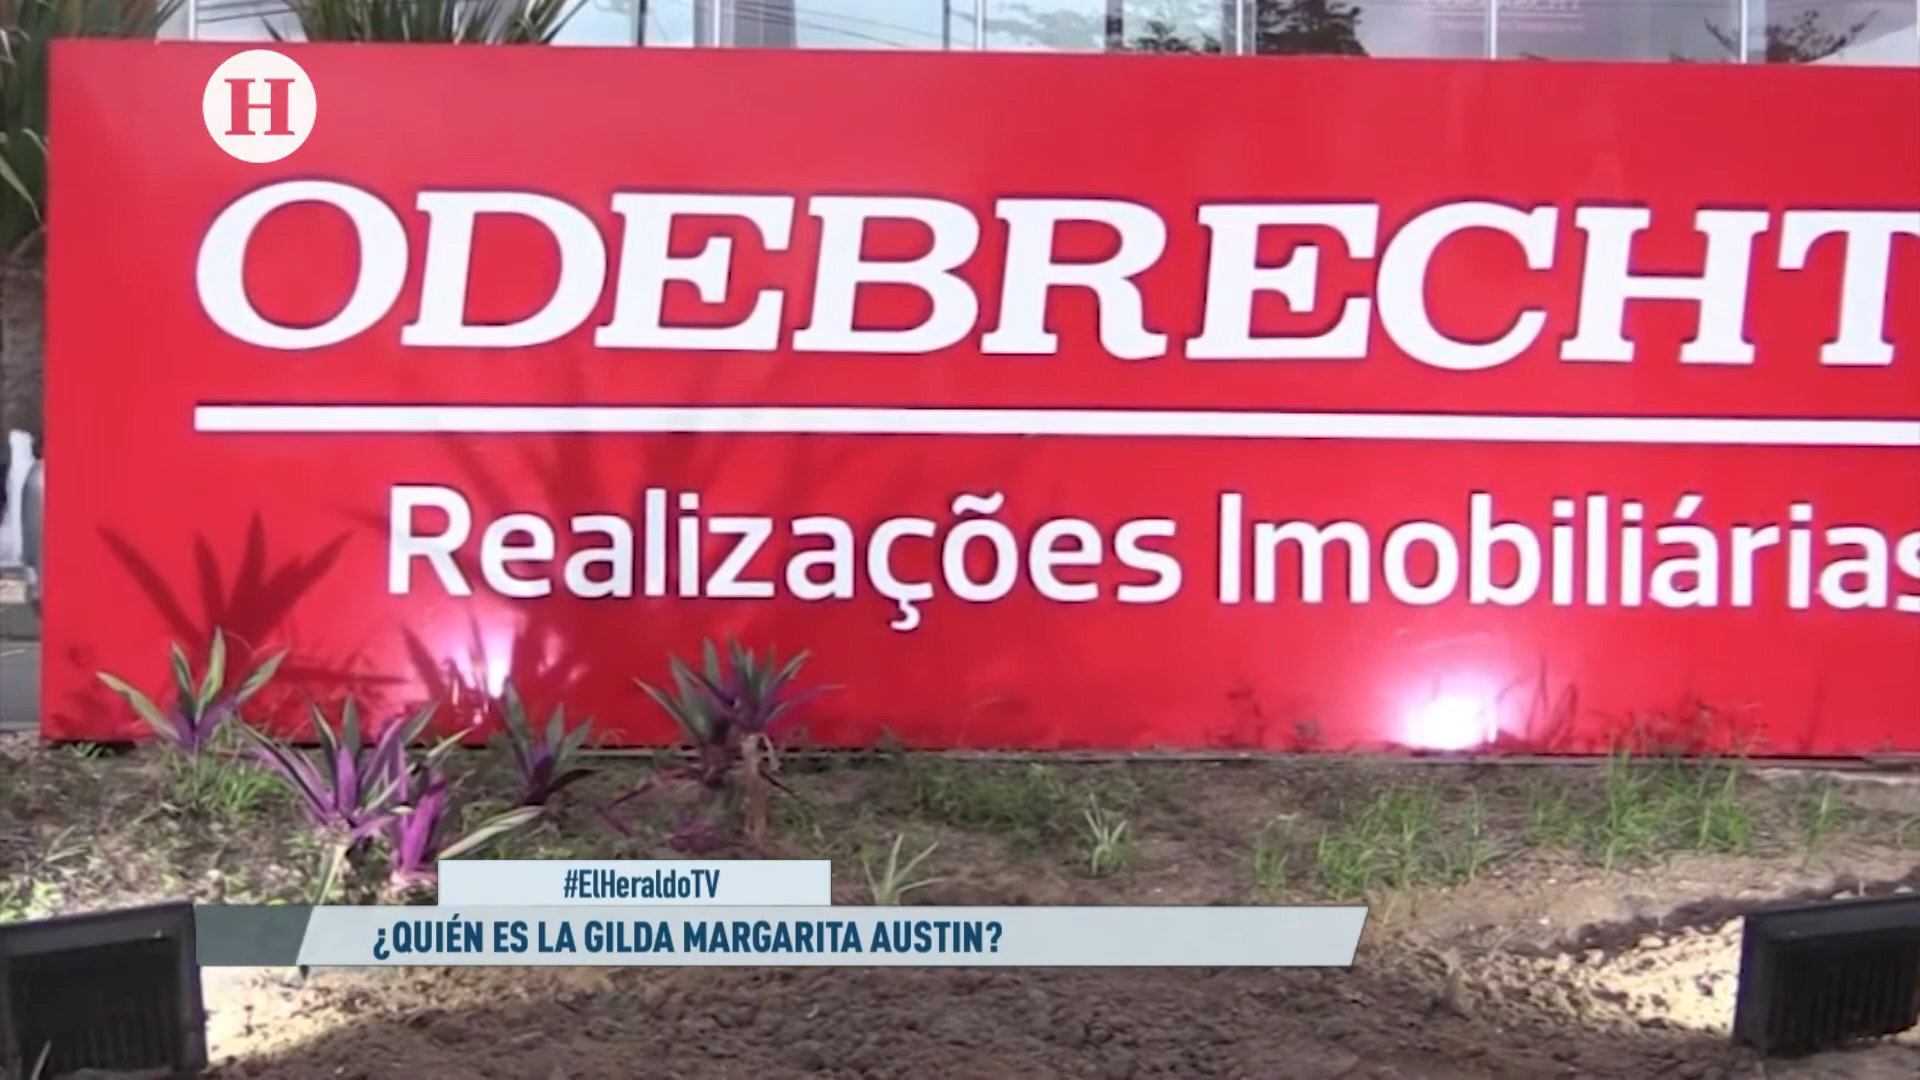 H
ODEBRECHT
Realizações Imobiliárias
#ElHeraldoTV
¿QUIÉN ES LA GILDA MARGARITA AUSTIN?